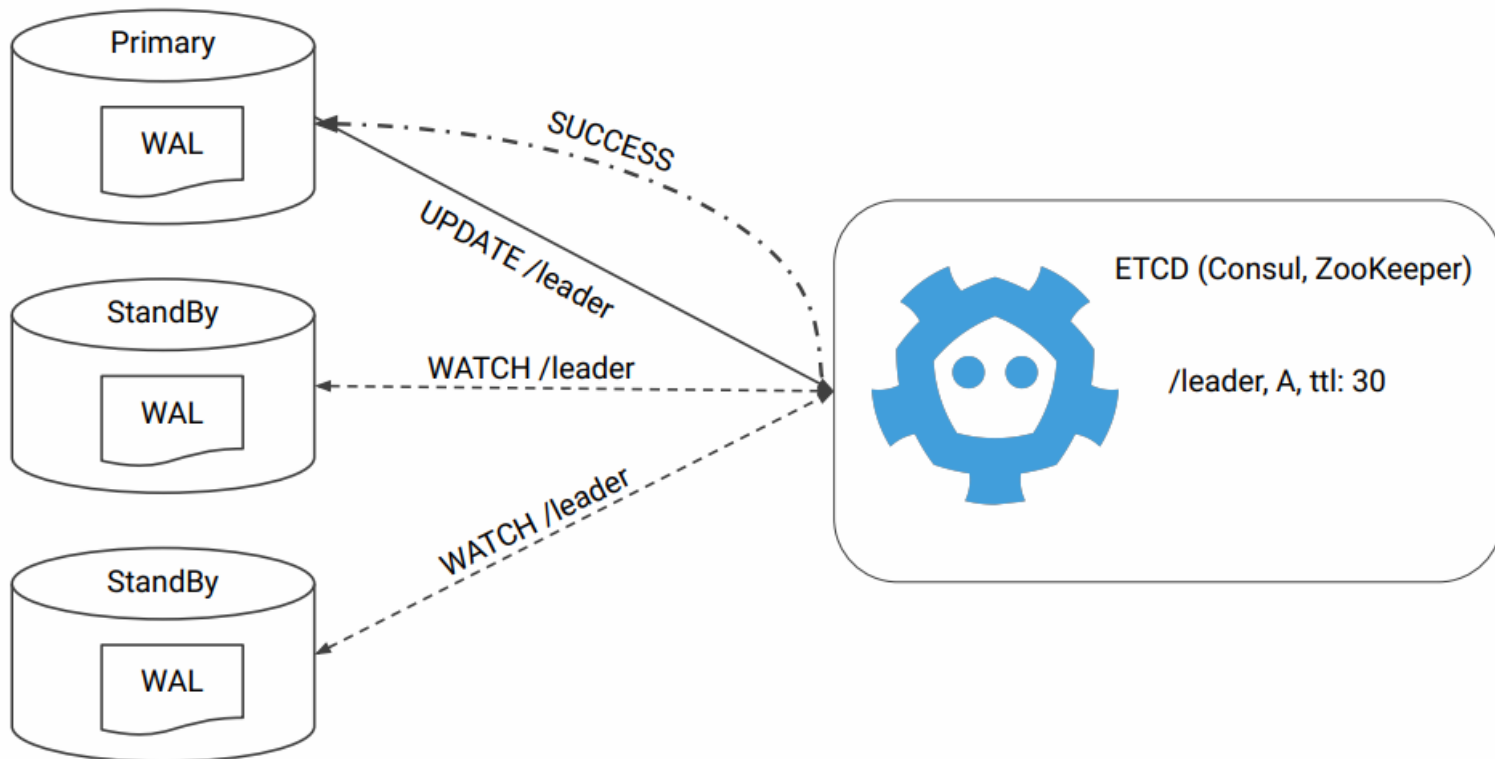 Primary
WAL
SUCCESS
UPDATE /leader
StandBy
WAL
WATCH /leader
ETCD (Consul, ZooKeeper)
/leader, A, ttl: 30
WATCH /leader
StandBy
WAL